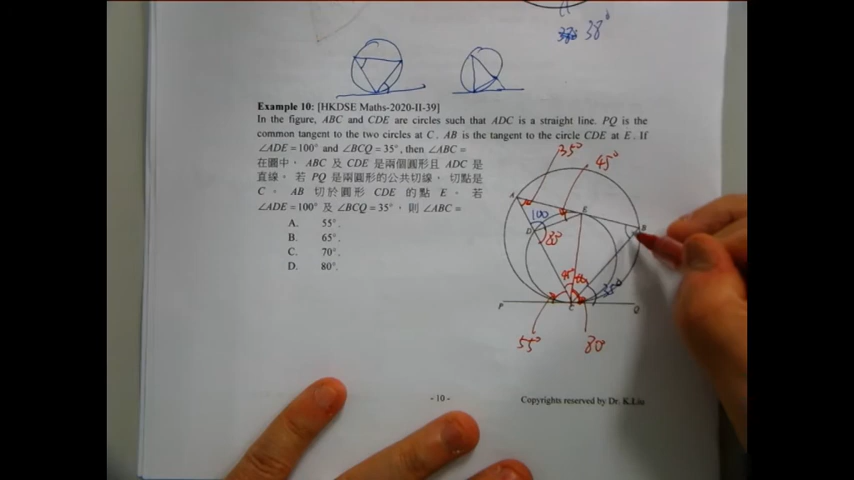 38°
Example 10: [HKDSE Maths-2020-II-39]
In the figure, ABC and CDE are circles such that ADC is a straight line. PQ is the
common tangent to the two circles at C. AB is the tangent to the circle CDE at E. If
∠ADE = 100° and ∠BCQ = 35°, then ∠ABC =
在圖中， ABC 及 CDE 是兩個圓形且 ADC 是
直線。若 PQ 是兩圓形的公共切線，切點是
C 。 AB 切於圓形 CDE 的點 E 。若
∠ADE = 100° 及 ∠BCQ = 35°，則 ∠ABC =
A. 55°.
B. 65°.
C. 70°.
D. 80°.
35°
45°
A
E
100
D
80
B
45°
35°
P
C
Q
55°
80
- 10 -
Copyrights reserved by Dr. K.Liu